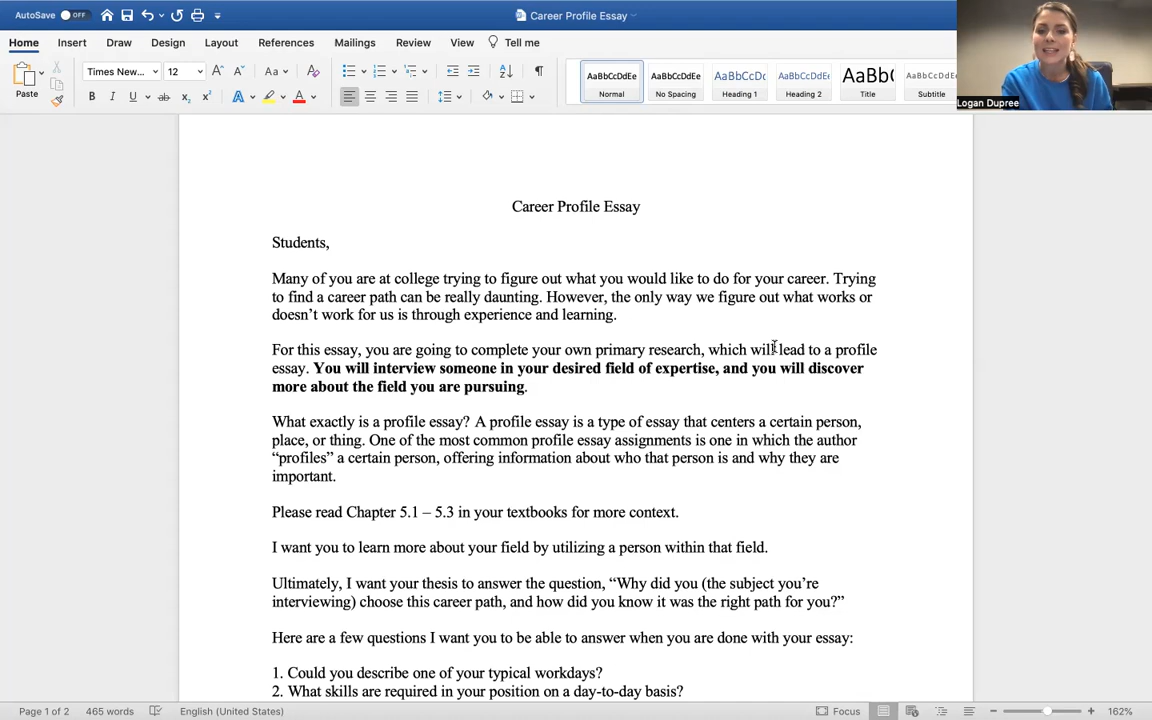 AutoSave OFF
Career Profile Essay
Home Insert Draw Design Layout References Mailings Review View Tell me
Paste
Times New... 12
AaBbCcDdEe AaBbCcDdEe AaBbCcDc AaBbCcDdEe AaBb( AaBbCcDdEe
Normal No Spacing Heading 1 Heading 2 Title Subtitle
Logan Dupree
Career Profile Essay
Students,
Many of you are at college trying to figure out what you would like to do for your career. Trying
to find a career path can be really daunting. However, the only way we figure out what works or
doesn’t work for us is through experience and learning.
For this essay, you are going to complete your own primary research, which will lead to a profile
essay. You will interview someone in your desired field of expertise, and you will discover
more about the field you are pursuing.
What exactly is a profile essay? A profile essay is a type of essay that centers a certain person,
place, or thing. One of the most common profile essay assignments is one in which the author
“profiles” a certain person, offering information about who that person is and why they are
important.
Please read Chapter 5.1 – 5.3 in your textbooks for more context.
I want you to learn more about your field by utilizing a person within that field.
Ultimately, I want your thesis to answer the question, “Why did you (the subject you’re
interviewing) choose this career path, and how did you know it was the right path for you?”
Here are a few questions I want you to be able to answer when you are done with your essay:
1. Could you describe one of your typical workdays?
2. What skills are required in your position on a day-to-day basis?
Page 1 of 2 465 words English (United States) Focus 162%